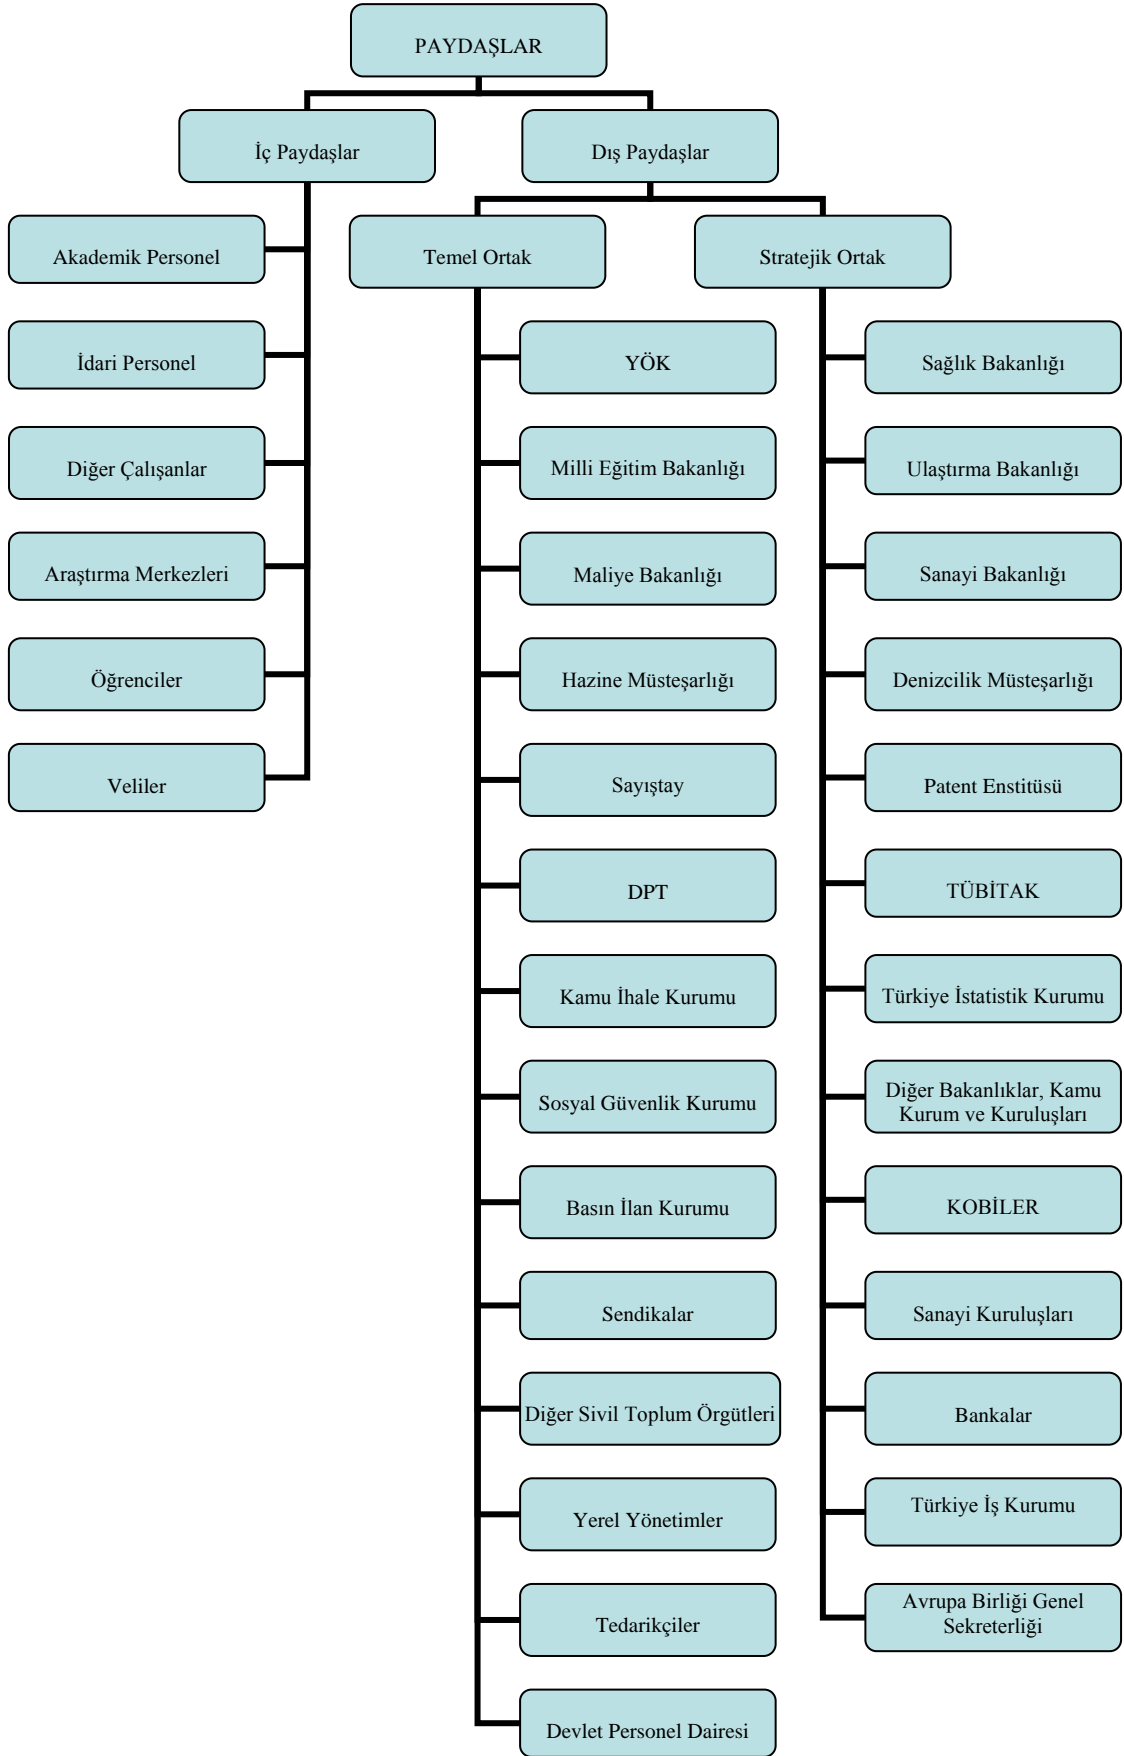 PAYDAŞLAR
İç Paydaşlar
Dış Paydaşlar
Akademik Personel
İdari Personel
Diğer Çalışanlar
Araştırma Merkezleri
Öğrenciler
Veliler
Temel Ortak
YÖK
Milli Eğitim Bakanlığı
Maliye Bakanlığı
Hazine Müsteşarlığı
Sayıştay
DPT
Kamu İhale Kurumu
Sosyal Güvenlik Kurumu
Basın İlan Kurumu
Sendikalar
Diğer Sivil Toplum Örgütleri
Yerel Yönetimler
Tedarikçiler
Devlet Personel Dairesi
Stratejik Ortak
Sağlık Bakanlığı
Ulaştırma Bakanlığı
Sanayi Bakanlığı
Denizcilik Müsteşarlığı
Patent Enstitüsü
TÜBİTAK
Türkiye İstatistik Kurumu
Diğer Bakanlıklar, Kamu
Kurum ve Kuruluşları
KOBİLER
Sanayi Kuruluşları
Bankalar
Türkiye İş Kurumu
Avrupa Birliği Genel
Sekreterliği